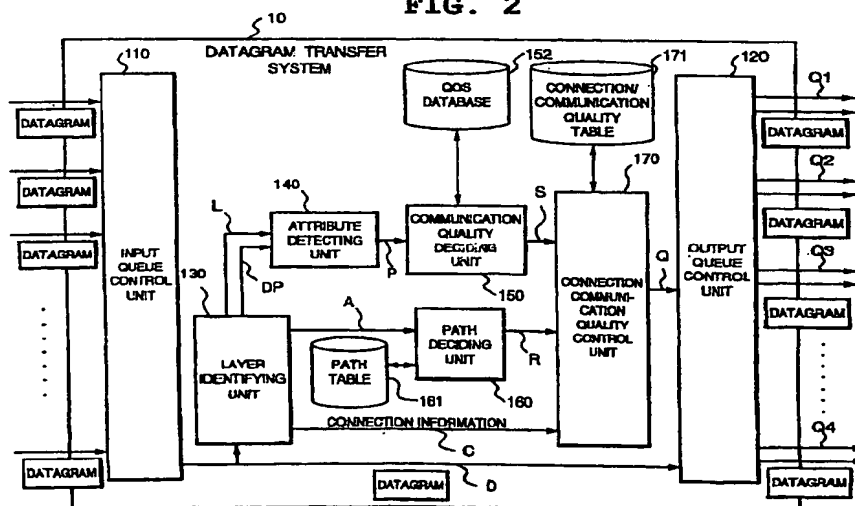 FIG. 2
10
DATAGRAM TRANSFER
SYSTEM
110
152
171
120
QOS
DATABASE
CONNECTION/
COMMUNICATION
QUALITY
TABLE
Q1
DATAGRAM
DATAGRAM
170
Q2
DATAGRAM
140
L
ATTRIBUTE
DETECTING
UNIT
P
COMMUNICATION
QUALITY
DECIDING
UNIT
S
150
DATAGRAM
DATAGRAM
INPUT
QUEUE
CONTROL
UNIT
130
DP
CONNECTION
COMMUNI-
CATION
QUALITY
CONTROL
UNIT
Q
OUTPUT
QUEUE
CONTROL
UNIT
Q3
DATAGRAM
A
LAYER
IDENTIFYING
UNIT
PATH
TABLE
161
PATH
DECIDING
UNIT
R
160
CONNECTION INFORMATION
C
Q4
DATAGRAM
D
DATAGRAM
DATAGRAM